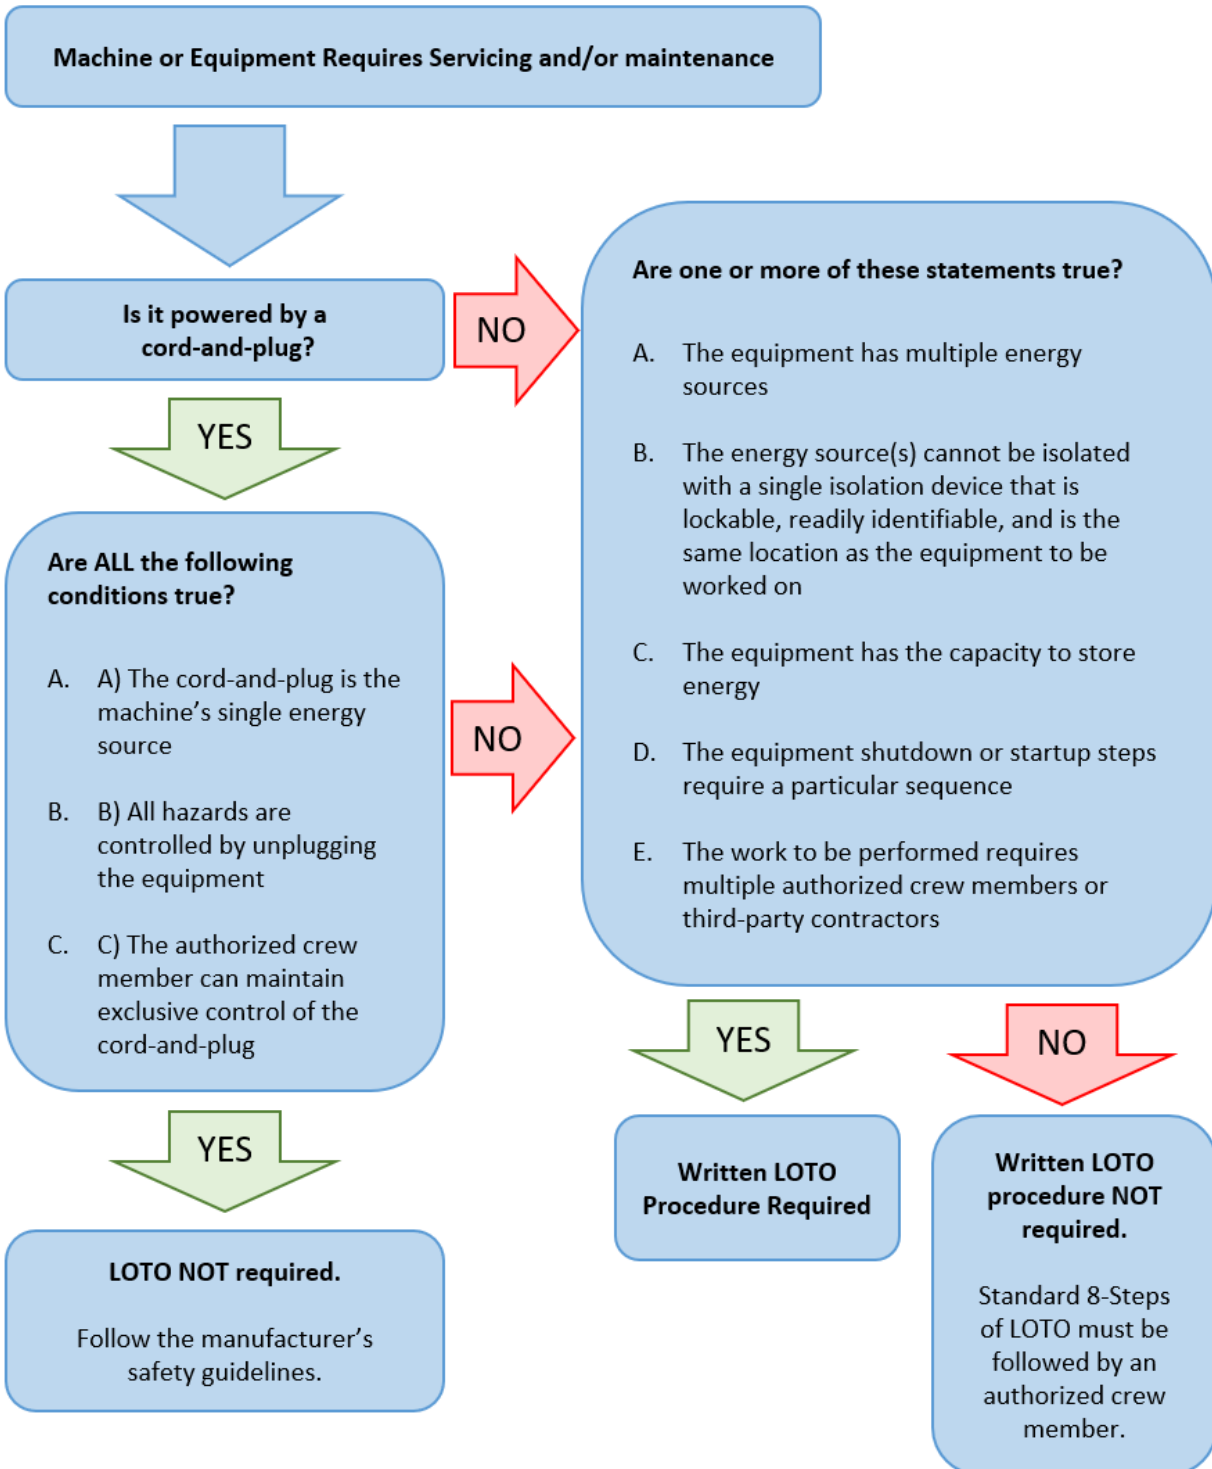 Machine or Equipment Requires Servicing and/or maintenance
Is it powered by a
cord-and-plug?
NO
YES
Are ALL the following
conditions true?
A. A) The cord-and-plug is the
machine’s single energy
source
B. B) All hazards are
controlled by unplugging
the equipment
C. C) The authorized crew
member can maintain
exclusive control of the
cord-and-plug
NO
YES
LOTO NOT required.
Follow the manufacturer’s
safety guidelines.
Are one or more of these statements true?
A. The equipment has multiple energy
sources
B. The energy source(s) cannot be isolated
with a single isolation device that is
lockable, readily identifiable, and is the
same location as the equipment to be
worked on
C. The equipment has the capacity to store
energy
D. The equipment shutdown or startup steps
require a particular sequence
E. The work to be performed requires
multiple authorized crew members or
third-party contractors
YES
NO
Written LOTO
Procedure Required
Written LOTO
procedure NOT
required.
Standard 8-Steps
of LOTO must be
followed by an
authorized crew
member.